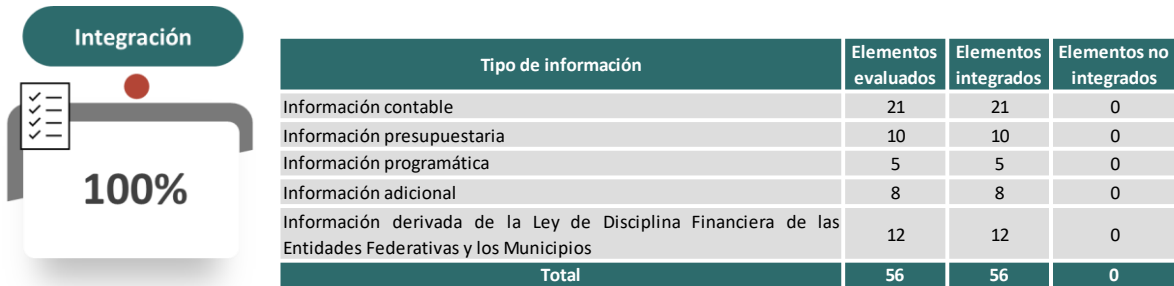 Integración
100%
Tipo de información Elementos evaluados Elementos integrados Elementos no integrados
Información contable 21 21 0
Información presupuestaria 10 10 0
Información programática 5 5 0
Información adicional 8 8 0
Información derivada de la Ley de Disciplina Financiera de las
Entidades Federativas y los Municipios 12 12 0
Total 56 56 0